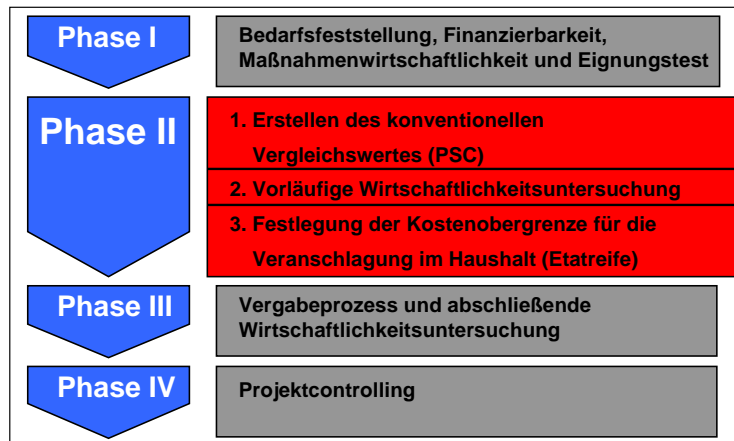 Phase I
Bedarfsfeststellung, Finanzierbarkeit,
Maßnahmenwirtschaftlichkeit und Eignungstest
Phase II
1. Erstellen des konventionellen
Vergleichswertes (PSC)
2. Vorläufige Wirtschaftlichkeitsuntersuchung
3. Festlegung der Kostenobergrenze für die
Veranschlagung im Haushalt (Etatreife)
Phase III
Vergabeprozess und abschließende
Wirtschaftlichkeitsuntersuchung
Phase IV
Projektcontrolling